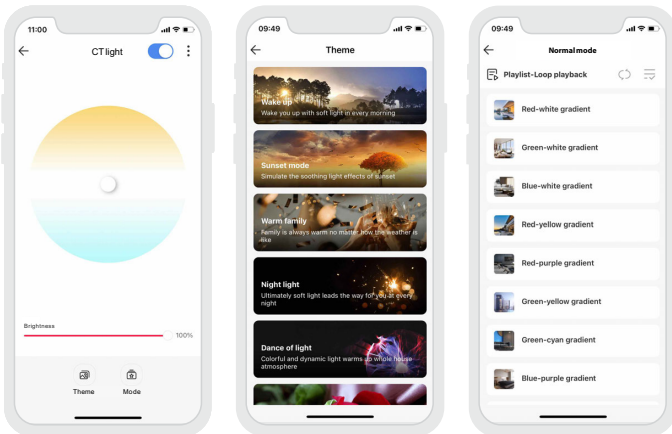 11:00
CT light
Brightness
100%
Theme
Mode
09:49
Theme
Wake up
Wake you up with soft light in every morning
Sunset mode
Simulate the soothing light effects of sunset
Warm family
Family is always warm no matter how the weather is
like
Night light
Ultimately soft light leads the way for you at every
night
Dance of light
Colorful and dynamic light warms up whole house
atmosphere
09:49
Normal mode
Playlist-Loop playback
Red-white gradient
Green-white gradient
Blue-white gradient
Red-yellow gradient
Red-purple gradient
Green-yellow gradient
Green-cyan gradient
Blue-purple gradient